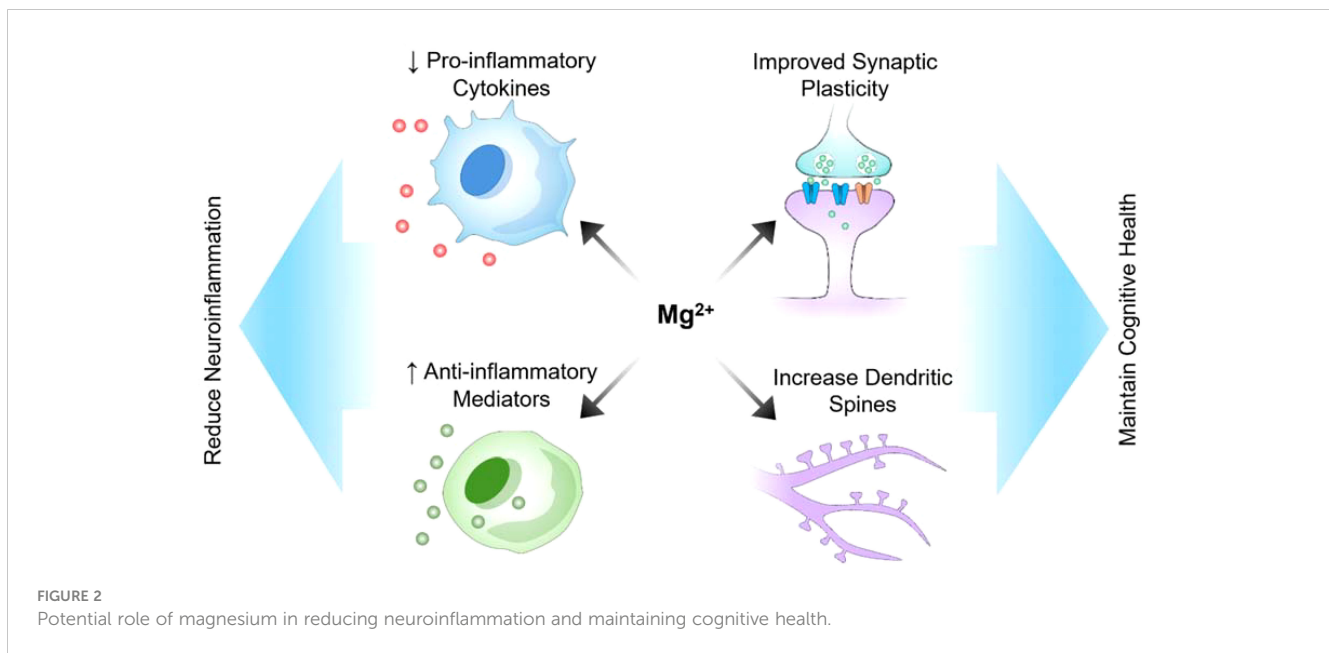 ↓ Pro-inflammatory
Cytokines
Improved Synaptic
Plasticity
Reduce Neuroinflammation
Mg²⁺
Maintain Cognitive Health
↑ Anti-inflammatory
Mediators
Increase Dendritic
Spines
FIGURE 2
Potential role of magnesium in reducing neuroinflammation and maintaining cognitive health.